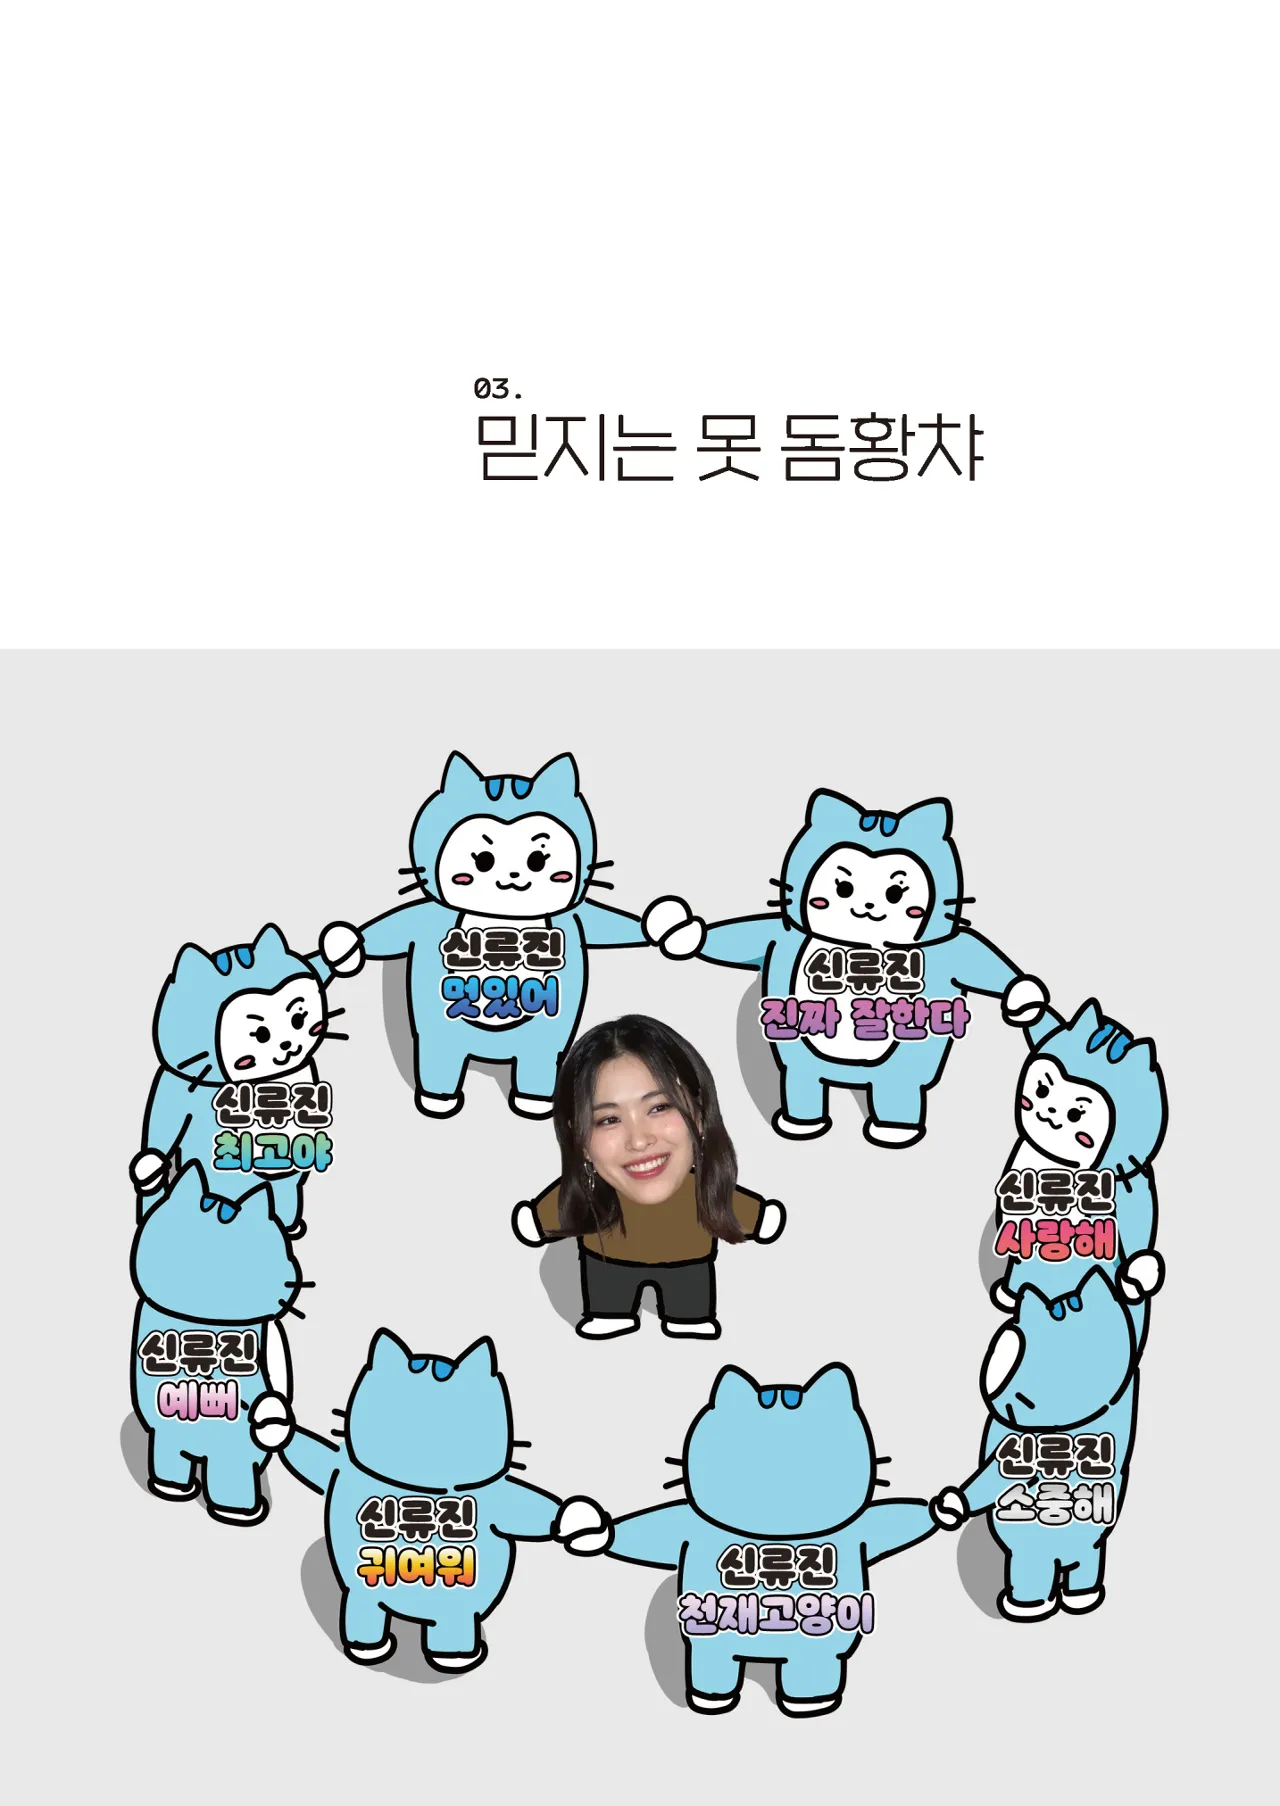 03.
믿지는 못 돔황챠
신류진
멋있어
신류진
진짜 잘한다
신류진
최고야
신류진
사랑해
신류진
예뻐
신류진
소중해
신류진
귀여워
신류진
천재고양이